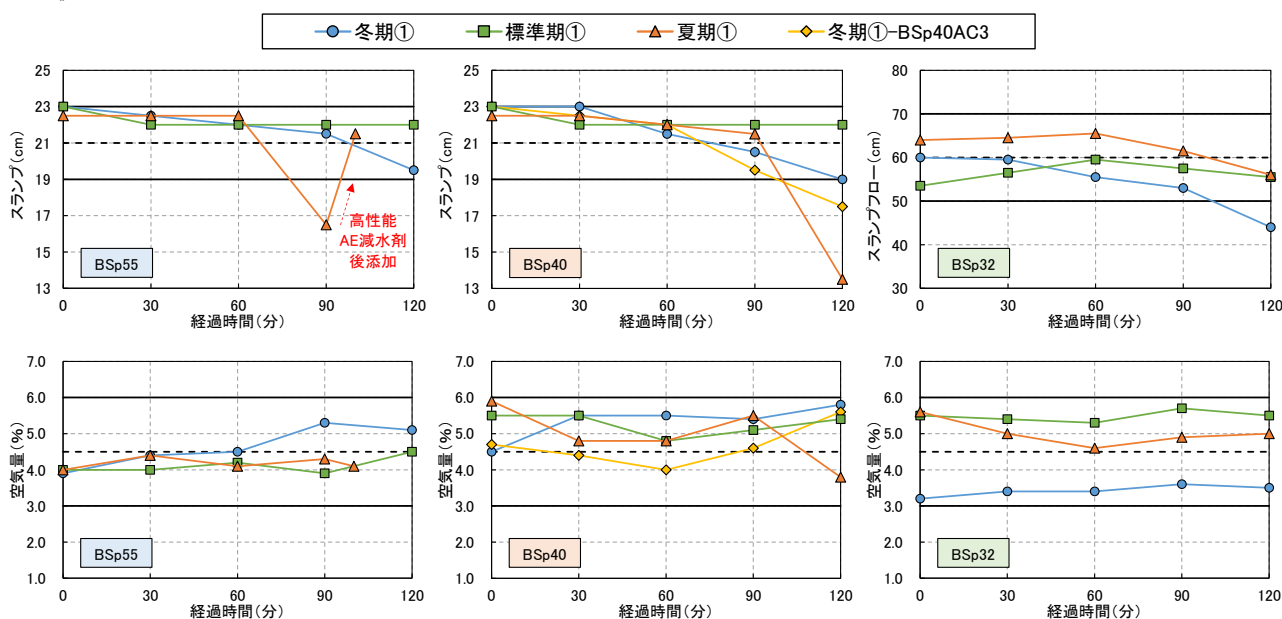 冬期① 標準期① 夏期① 冬期①-BSp40AC3
25
23
21
19
17
15
13
スランプ(cm)
高性能
AE減水剤
後添加
BSp55
0 30 60 90 120
経過時間(分)
25
23
21
19
17
15
13
スランプ(cm)
BSp40
0 30 60 90 120
経過時間(分)
80
70
60
50
40
30
スランプフロー(cm)
BSp32
0 30 60 90 120
経過時間(分)
7.0
6.0
5.0
4.0
3.0
2.0
1.0
空気量(%)
BSp55
0 30 60 90 120
経過時間(分)
7.0
6.0
5.0
4.0
3.0
2.0
1.0
空気量(%)
BSp40
0 30 60 90 120
経過時間(分)
7.0
6.0
5.0
4.0
3.0
2.0
1.0
空気量(%)
BSp32
0 30 60 90 120
経過時間(分)